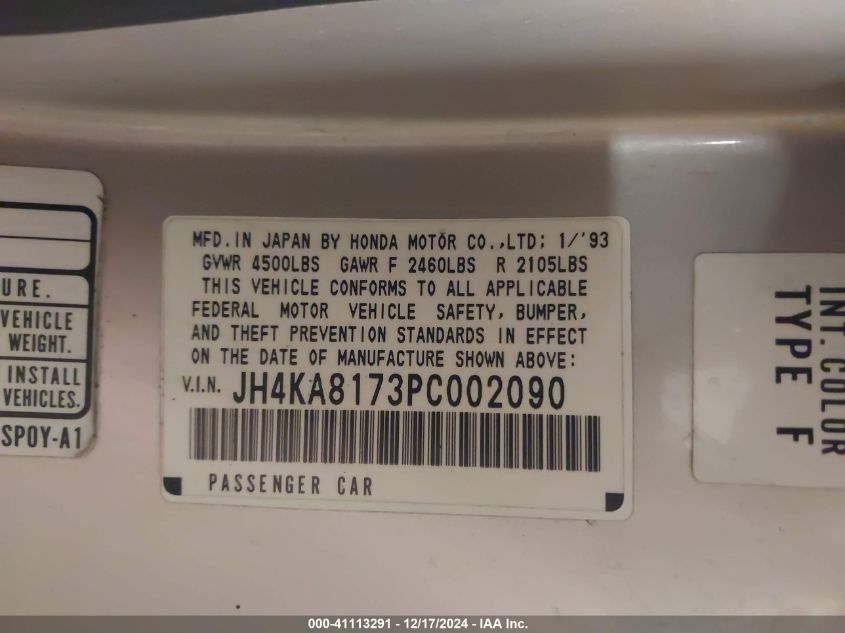 URE.
VEHICLE
WEIGHT.
INSTALL
VEHICLES.
SP0Y-A1
MFD.IN JAPAN BY HONDA MOTOR CO.,LTD; 1/'93
GVWR 4500LBS GAWR F 2460LBS R 2105LBS
THIS VEHICLE CONFORMS TO ALL APPLICABLE
FEDERAL MOTOR VEHICLE SAFETY, BUMPER,
AND THEFT PREVENTION STANDARDS IN EFFECT
ON THE DATE OF MANUFACTURE SHOWN ABOVE:
V.I.N. JH4KA8173PC002090
PASSENGER CAR
INT.COLOR
TYPE F
000-41113291 - 12/17/2024 - IAA Inc.